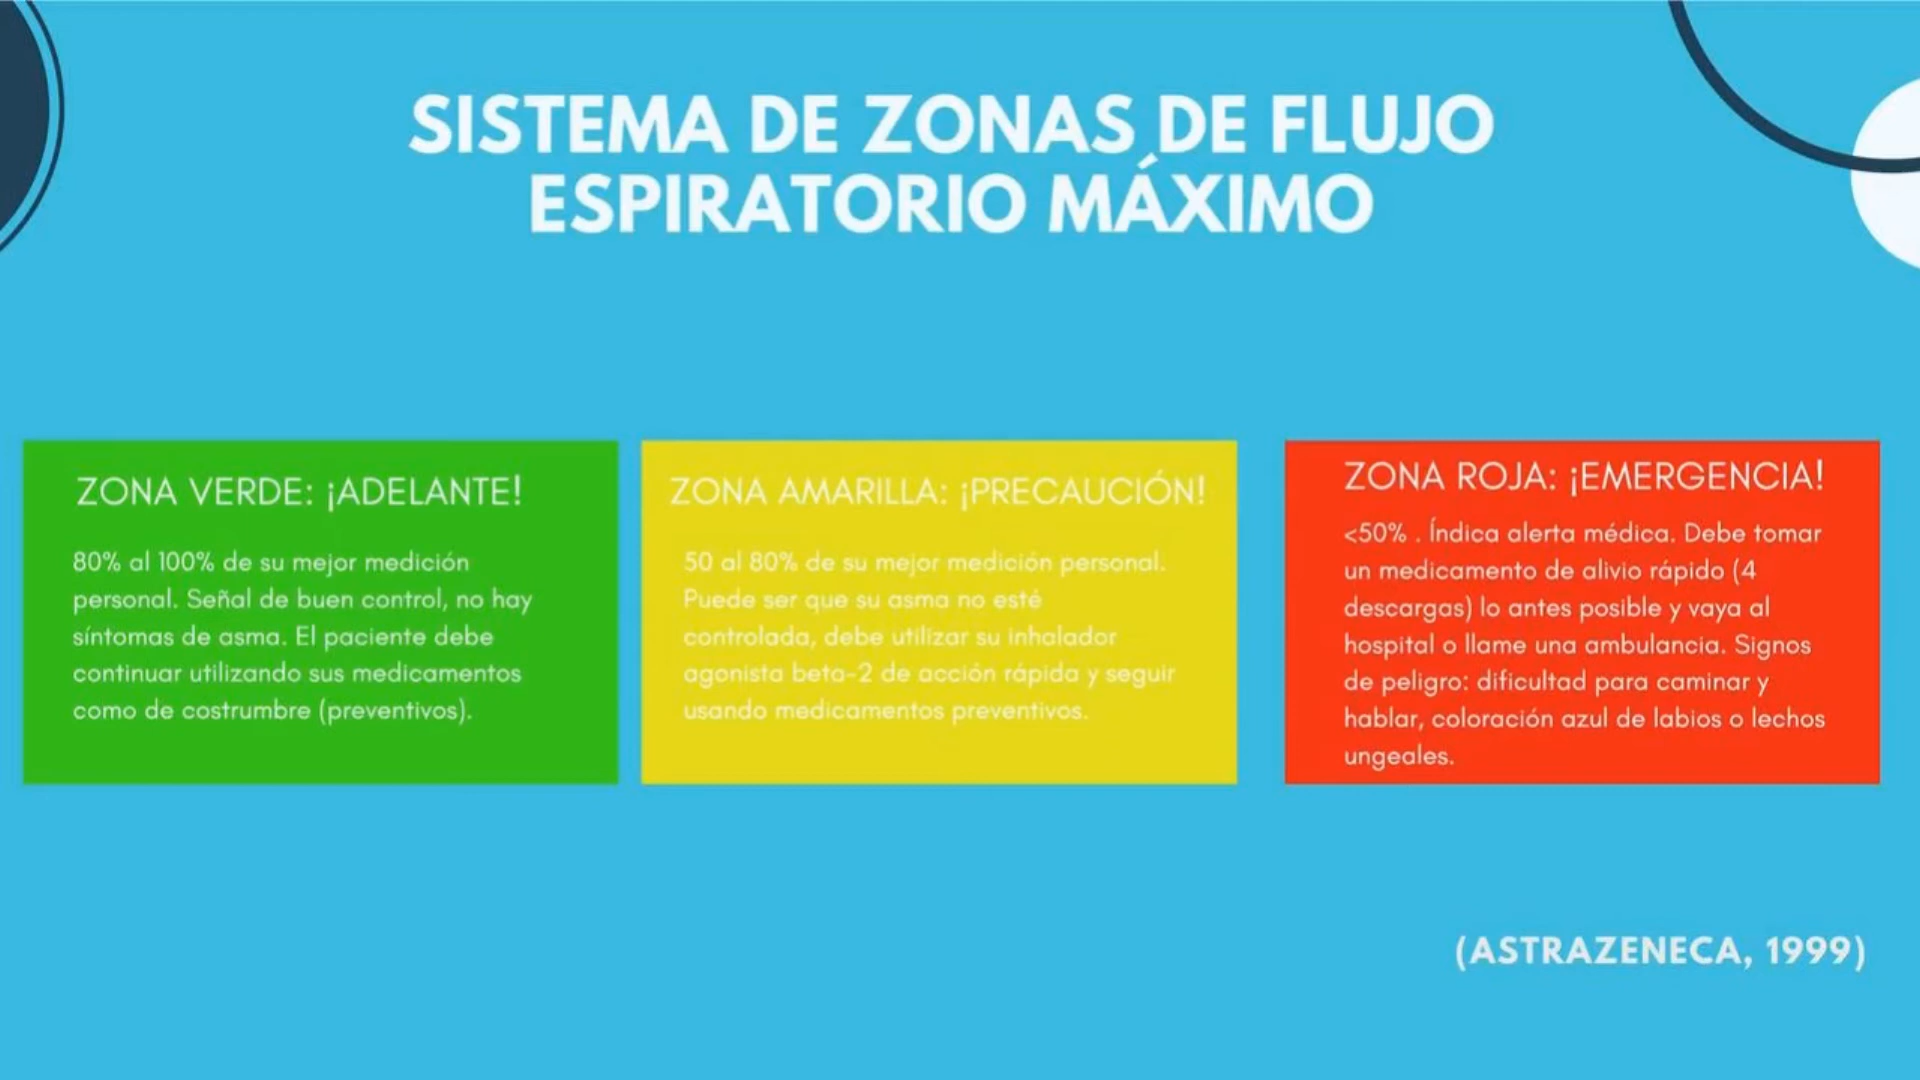 SISTEMA DE ZONAS DE FLUJO
ESPIRATORIO MÁXIMO
ZONA VERDE: ¡ADELANTE!
80% al 100% de su mejor medición
personal. Señal de buen control, no hay
síntomas de asma. El paciente debe
continuar utilizando sus medicamentos
como de costrumbre (preventivos).
ZONA AMARILLA: ¡PRECAUCIÓN!
50 al 80% de su mejor medición personal.
Puede ser que su asma no esté
controlada, debe utilizar su inhalador
agonista beta-2 de acción rápida y seguir
usando medicamentos preventivos.
ZONA ROJA: ¡EMERGENCIA!
<50% . Índica alerta médica. Debe tomar
un medicamento de alivio rápido (4
descargas) lo antes posible y vaya al
hospital o llame una ambulancia. Signos
de peligro: dificultad para caminar y
hablar, coloración azul de labios o lechos
ungeales.
(ASTRAZENECA, 1999)